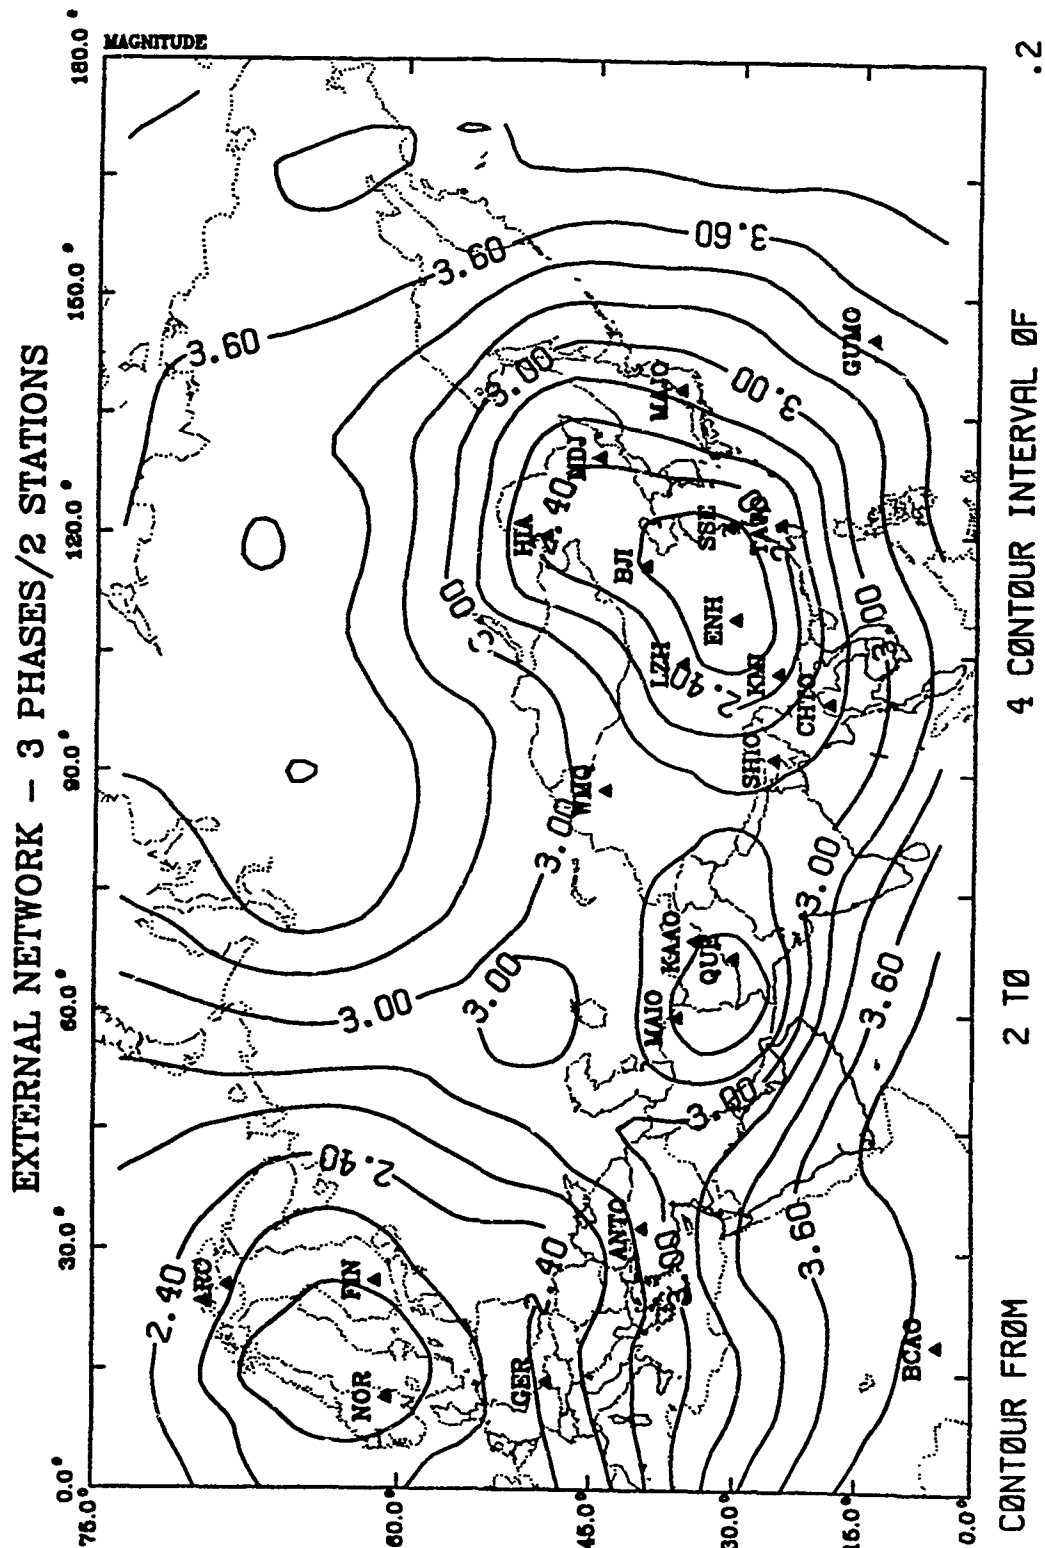 EXTERNAL NETWORK - 3 PHASES/2 STATIONS
MAGNITUDE
0.0° 30.0° 60.0° 90.0° 120.0° 150.0° 180.0°
75.0°
60.0°
45.0°
30.0°
15.0°
0.0°
3.60
3.60
3.60
3.60
3.60
3.00
3.00
3.00
3.00
3.00
3.00
3.00
3.00
3.00
3.00
2.40
2.40
2.40
2.40
2.40
ARO
FIN
NOR
GER
ANTO
BCAO
MAIO
KAAO
QUE
WMQ
SHIO
CHTO
KMI
LZH
ENH
BJI
SSE
TATO
HIA
MDJ
MAJO
GUMO
CONTOUR FROM 2 TO 4 CONTOUR INTERVAL OF .2